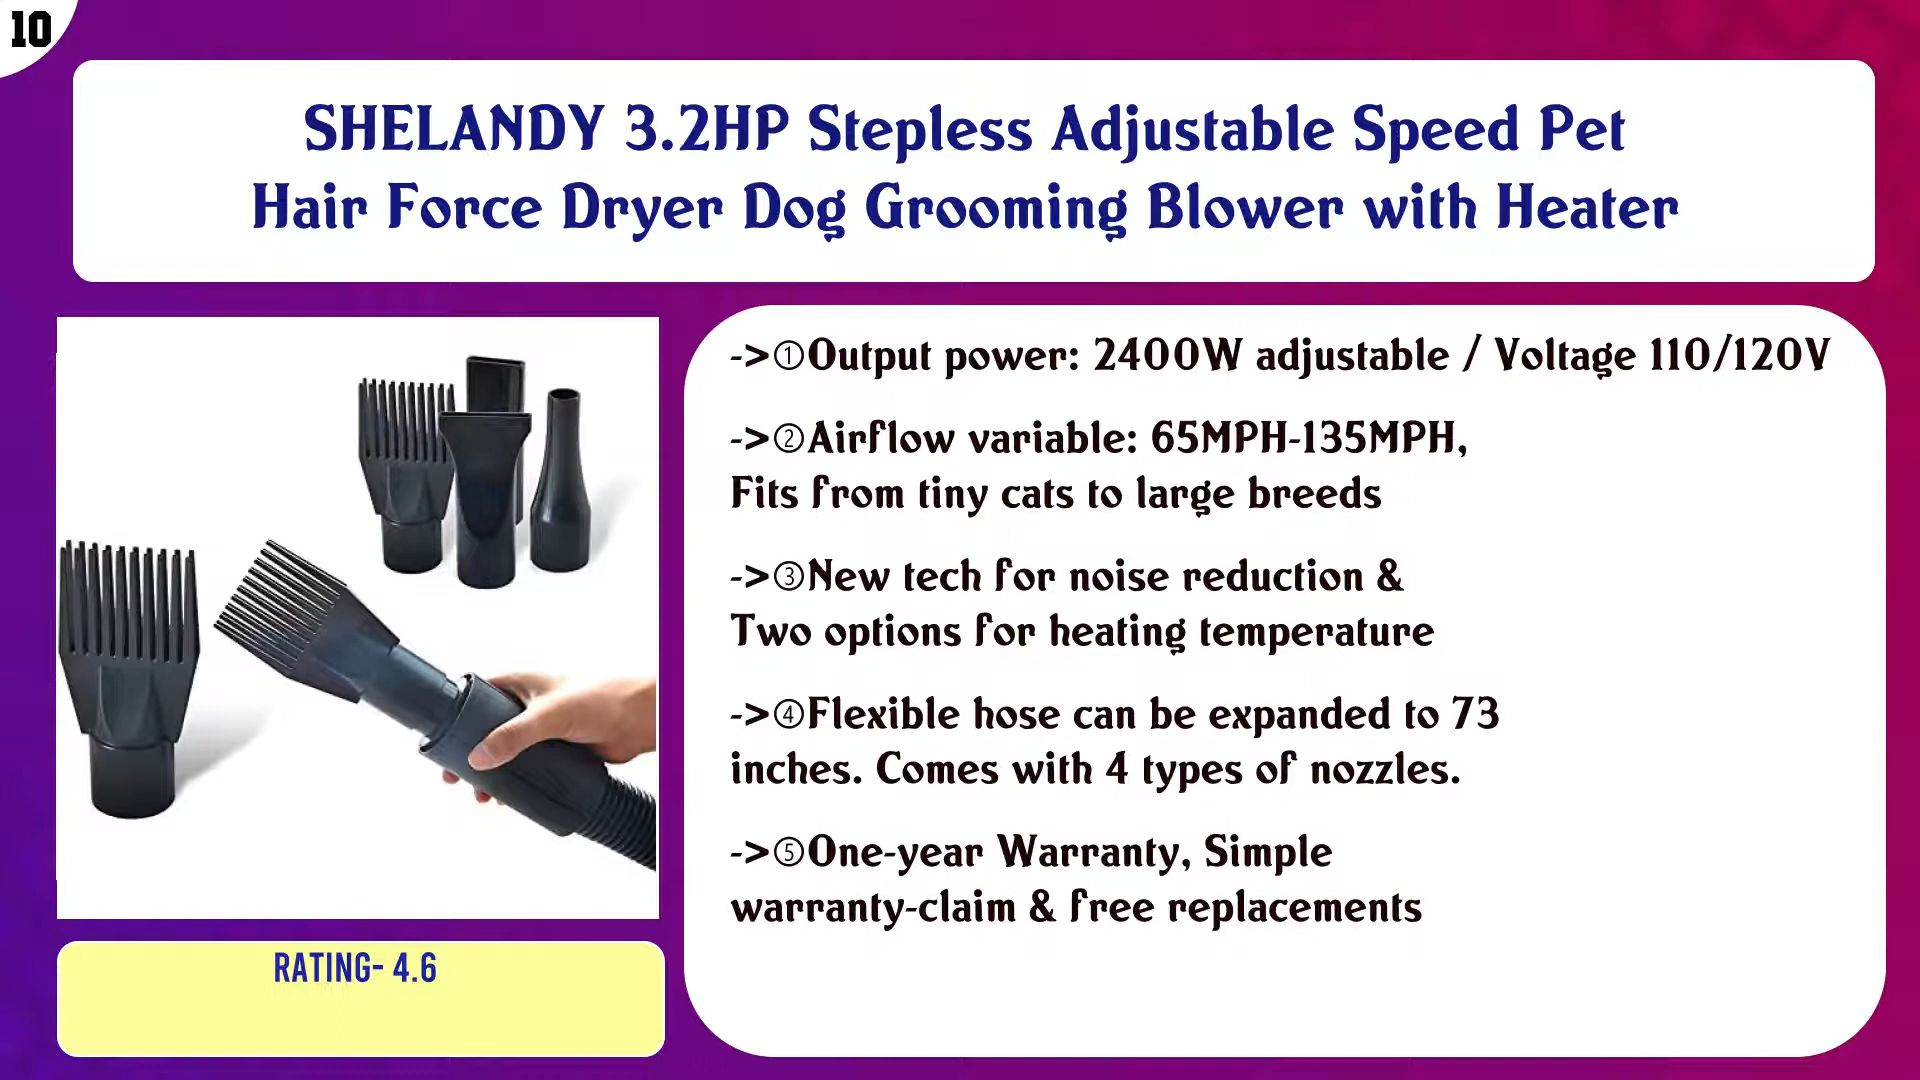 10
SHELANDY 3.2HP Stepless Adjustable Speed Pet
Hair Force Dryer Dog Grooming Blower with Heater
->①Output power: 2400W adjustable / Voltage 110/120V
->②Airflow variable: 65MPH-135MPH,
Fits from tiny cats to large breeds
->③New tech for noise reduction &
Two options for heating temperature
->④Flexible hose can be expanded to 73
inches. Comes with 4 types of nozzles.
->⑤One-year Warranty, Simple
warranty-claim & free replacements
RATING- 4.6